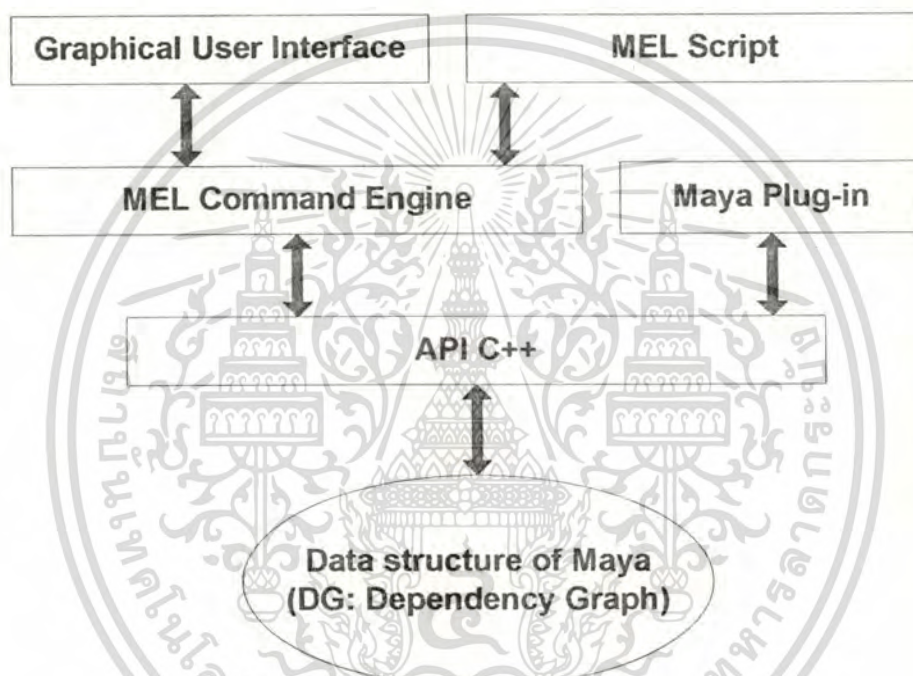 Graphical User Interface
MEL Script
MEL Command Engine
Maya Plug-in
API C++
Data structure of Maya
(DG: Dependency Graph)